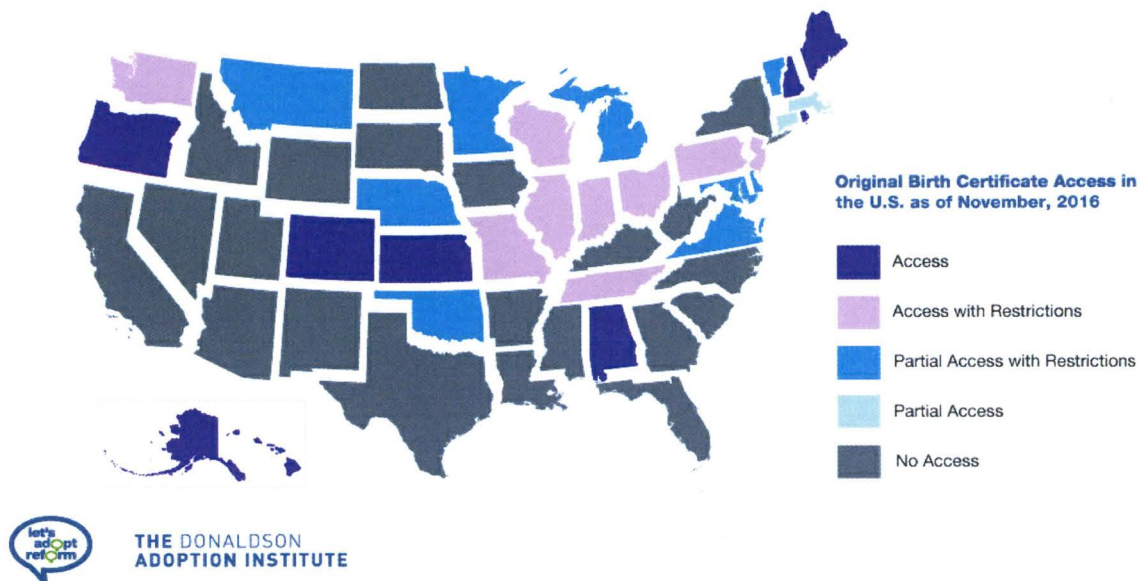 Original Birth Certificate Access in
the U.S. as of November, 2016
Access
Access with Restrictions
Partial Access with Restrictions
Partial Access
No Access
let's
adopt
reform
THE DONALDSON
ADOPTION INSTITUTE